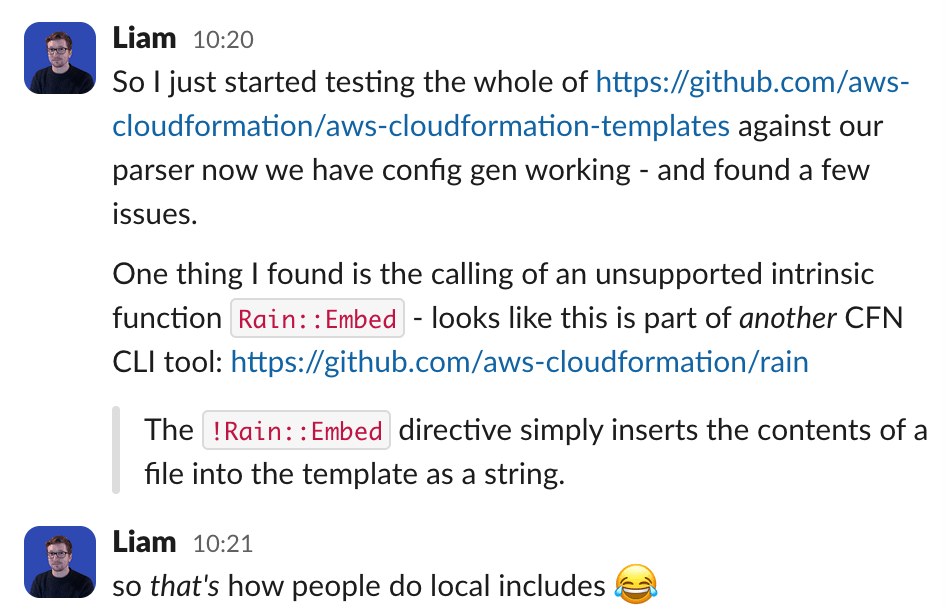 Liam 10:20
So I just started testing the whole of https://github.com/aws-
cloudformation/aws-cloudformation-templates against our
parser now we have config gen working - and found a few
issues.
One thing I found is the calling of an unsupported intrinsic
function Rain::Embed - looks like this is part of another CFN
CLI tool: https://github.com/aws-cloudformation/rain
The !Rain::Embed directive simply inserts the contents of a
file into the template as a string.
Liam 10:21
so that's how people do local includes 😂